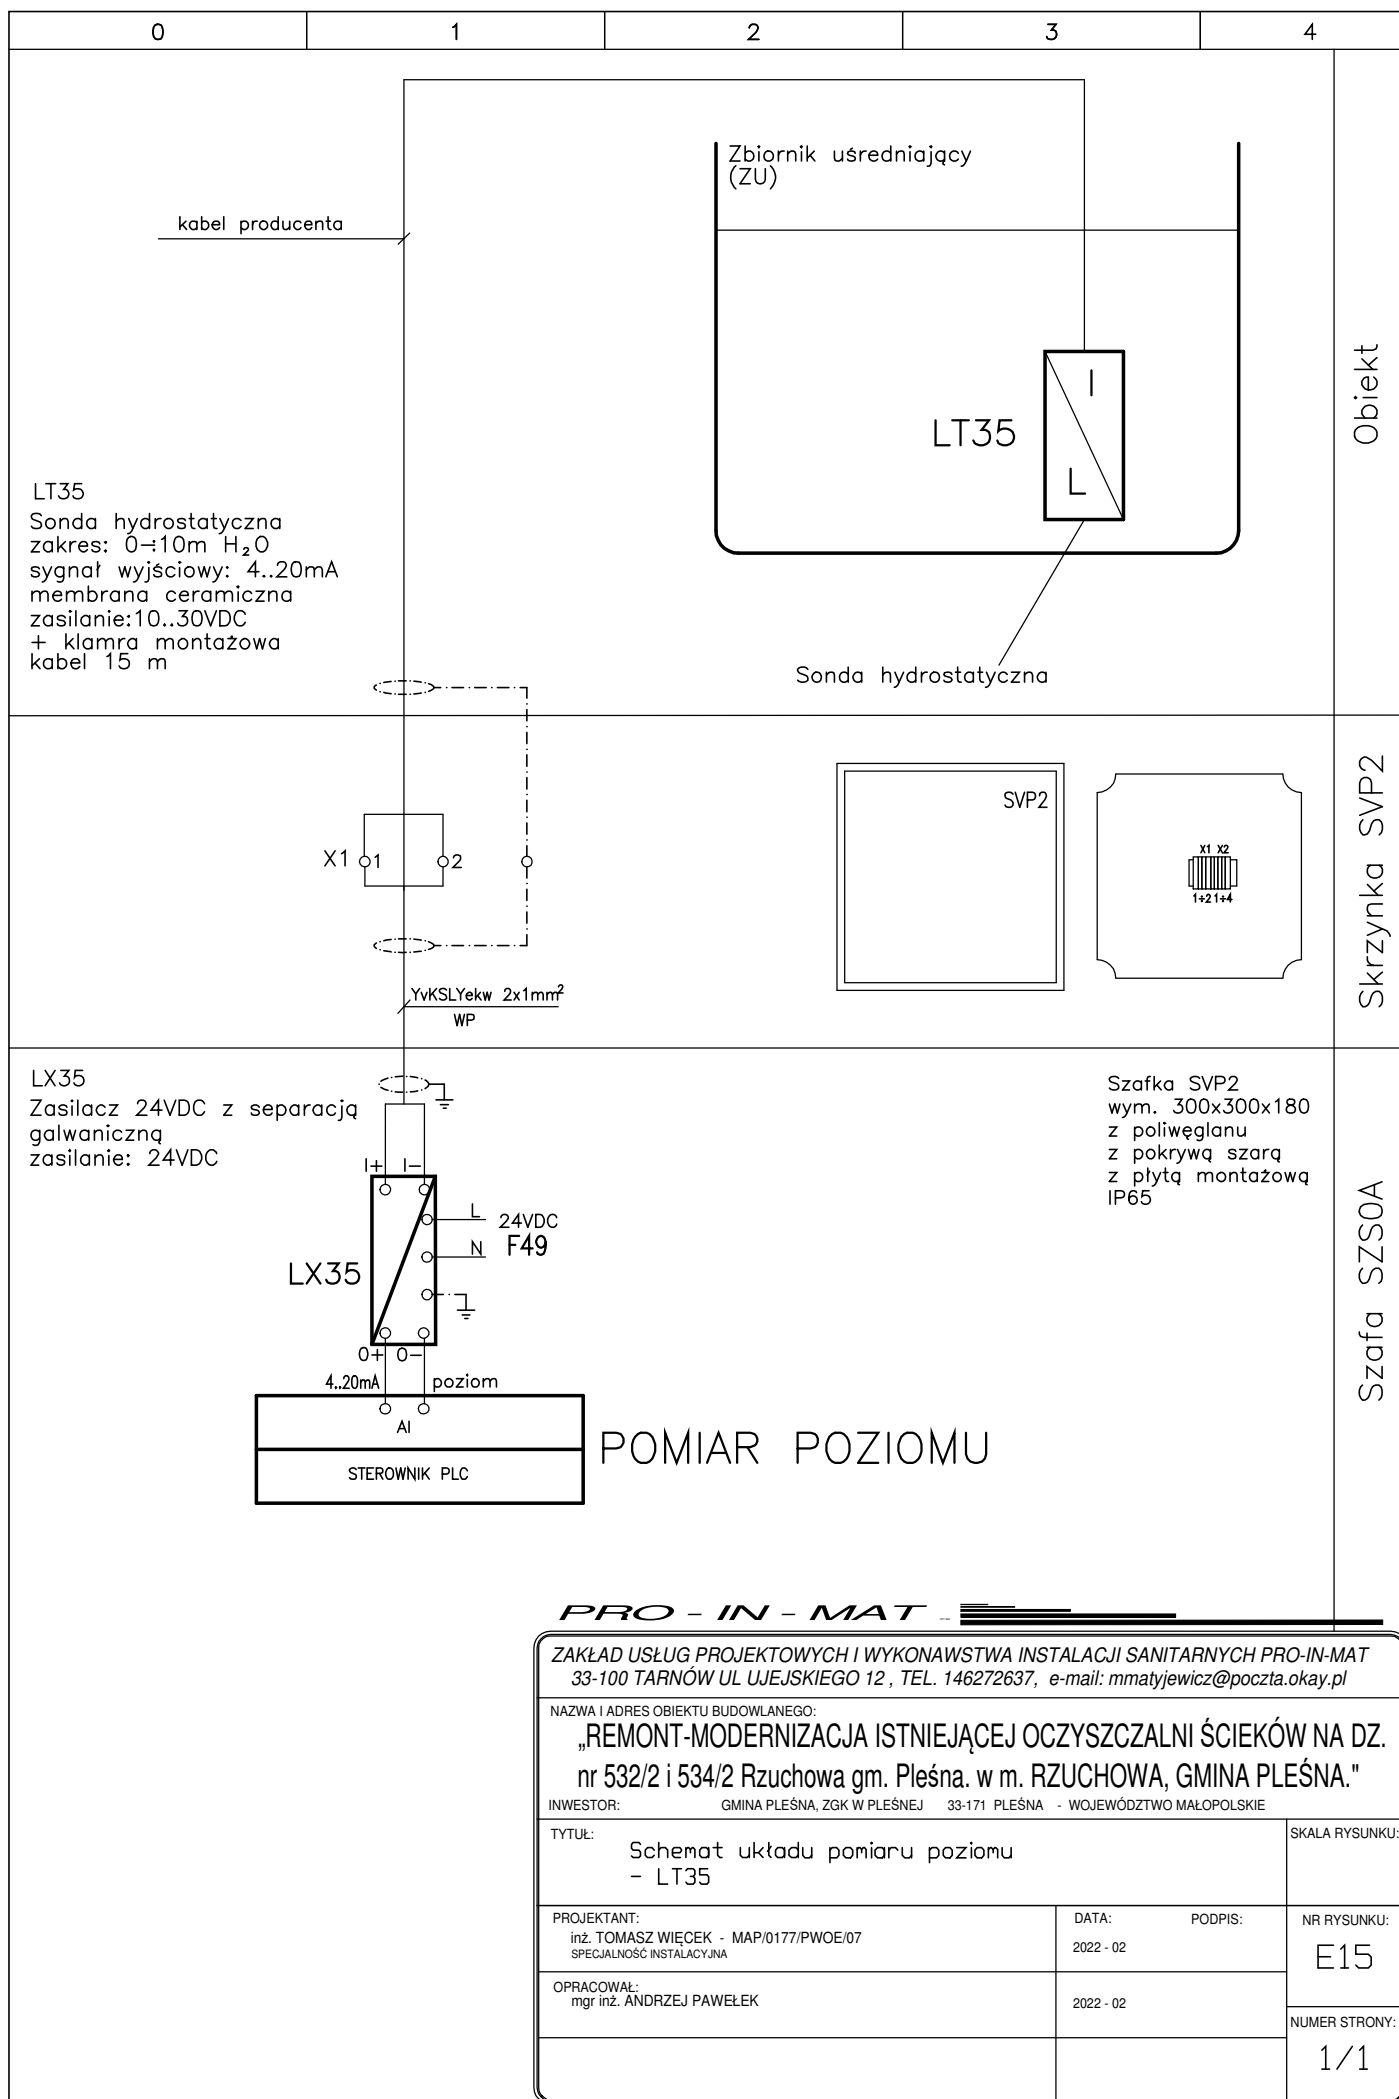 0 1 2 3 4
Zbiornik uśredniający
(ZU)
kabel producenta
I
L
LT35
Obiekt
LT35
Sonda hydrostatyczna
zakres: 0÷10m H₂O
sygnał wyjściowy: 4..20mA
membrana ceramiczna
zasilanie:10..30VDC
+ klamra montażowa
kabel 15 m
Sonda hydrostatyczna
SVP2
X1 1 2
X1 X2
1÷2 1÷4
Skrzynka SVP2
YvKSLYekw 2x1mm²
WP
LX35
Zasilacz 24VDC z separacją
galwaniczną
zasilanie: 24VDC
Szafka SVP2
wym. 300x300x180
z poliwęglanu
z pokrywą szarą
z płytą montażową
IP65
I+ I-
L 24VDC
N F49
LX35
O+ O-
4..20mA poziom
AI
STEROWNIK PLC
POMIAR POZIOMU
Szafa SZS0A
PRO - IN - MAT
ZAKŁAD USŁUG PROJEKTOWYCH I WYKONAWSTWA INSTALACJI SANITARNYCH PRO-IN-MAT
33-100 TARNÓW UL UJEJSKIEGO 12 , TEL. 146272637, e-mail: mmatyjewicz@poczta.okay.pl
NAZWA I ADRES OBIEKTU BUDOWLANEGO:
„REMONT-MODERNIZACJA ISTNIEJĄCEJ OCZYSZCZALNI ŚCIEKÓW NA DZ.
nr 532/2 i 534/2 Rzuchowa gm. Pleśna. w m. RZUCHOWA, GMINA PLEŚNA."
INWESTOR: GMINA PLEŚNA, ZGK W PLEŚNEJ 33-171 PLEŚNA - WOJEWÓDZTWO MAŁOPOLSKIE
TYTUŁ:
Schemat układu pomiaru poziomu
- LT35
SKALA RYSUNKU:
PROJEKTANT:
inż. TOMASZ WIĘCEK - MAP/0177/PWOE/07
SPECJALNOŚĆ INSTALACYJNA
DATA: PODPIS:
2022 - 02
NR RYSUNKU:
E15
OPRACOWAŁ:
mgr inż. ANDRZEJ PAWEŁEK
2022 - 02
NUMER STRONY:
1/1